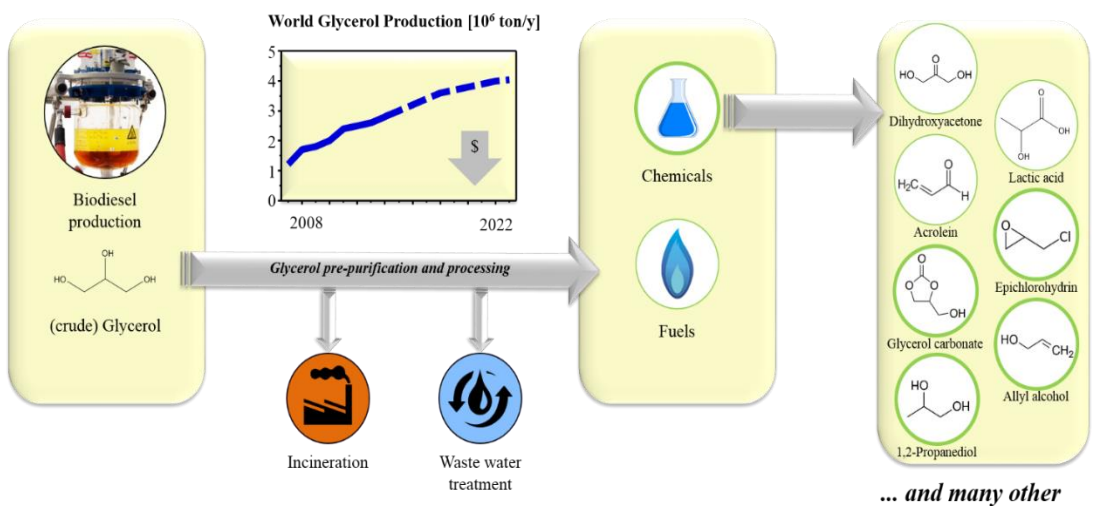 World Glycerol Production [10⁶ ton/y]
5
4
3
2
1
0
2008
2022
$
Biodiesel
production
OH
HO
OH
(crude) Glycerol
Glycerol pre-purification and processing
Incineration
Waste water
treatment
Chemicals
Fuels
O
HO
OH
Dihydroxyacetone
O
OH
OH
Lactic acid
O
H₂C
H
Acrolein
O
Cl
Epichlorohydrin
O
O
O
OH
Glycerol carbonate
HO
CH₂
Allyl alcohol
HO
OH
1,2-Propanediol
... and many other